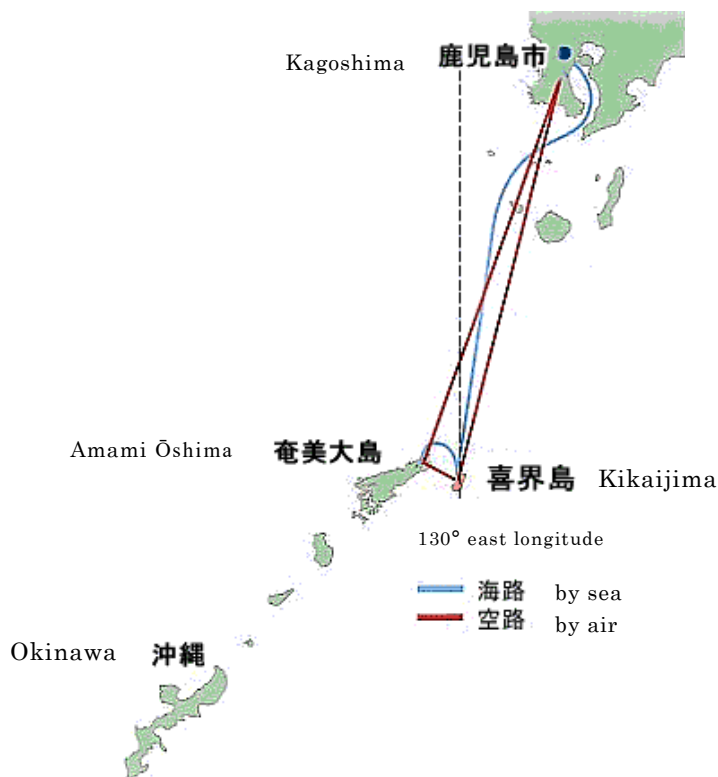 Kagoshima 鹿児島市
Amami Ōshima 奄美大島
喜界島 Kikaijima
130° east longitude
海路 by sea
空路 by air
Okinawa 沖縄